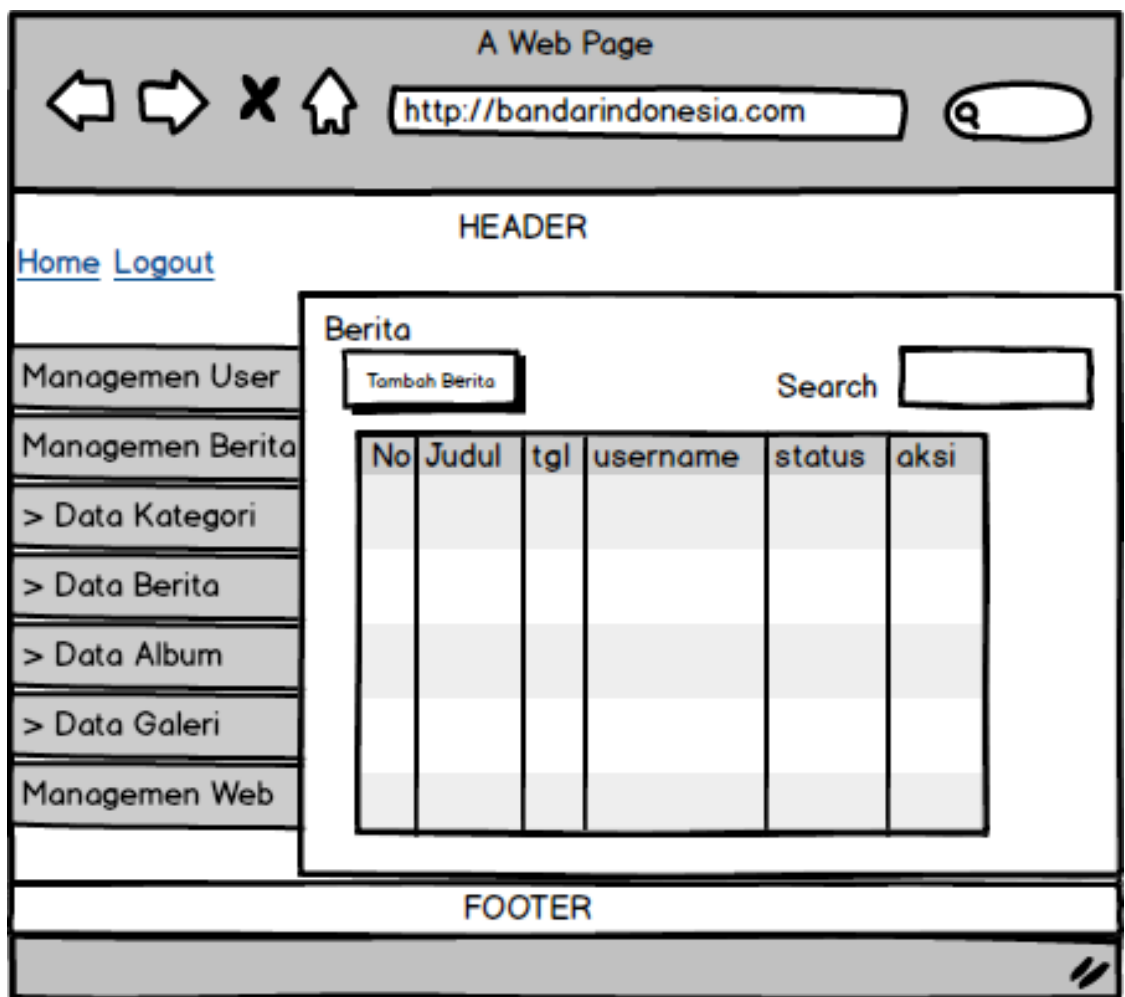 A Web Page
http://bandarindonesia.com
HEADER
Home Logout
Managemen User
Managemen Berita
> Data Kategori
> Data Berita
> Data Album
> Data Galeri
Managemen Web
Berita
Tambah Berita
Search
No Judul tgl username status aksi
FOOTER